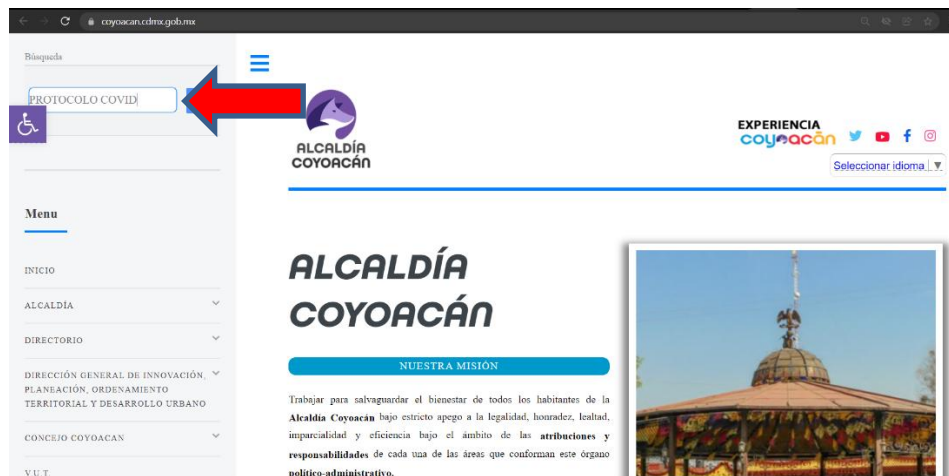 coyoacan.cdmx.gob.mx
Búsqueda
PROTOCOLO COVID
ALCALDÍA
COYOACÁN
EXPERIENCIA
coyoacán
Seleccionar idioma ▼
Menu
INICIO
ALCALDÍA
DIRECTORIO
DIRECCIÓN GENERAL DE INNOVACIÓN,
PLANEACIÓN, ORDENAMIENTO
TERRITORIAL Y DESARROLLO URBANO
CONCEJO COYOACAN
V.U.T.
ALCALDÍA
COYOACÁN
NUESTRA MISIÓN
Trabajar para salvaguardar el bienestar de todos los habitantes de la
Alcaldía Coyoacán bajo estricto apego a la legalidad, honradez, lealtad,
imparcialidad y eficiencia bajo el ámbito de las atribuciones y
responsabilidades de cada una de las áreas que conforman este órgano
político-administrativo.